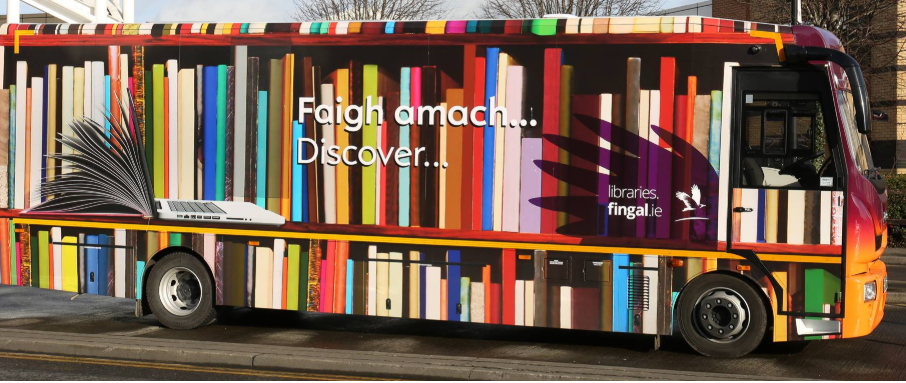 Faigh amach...
Discover...
libraries.
fingal.ie